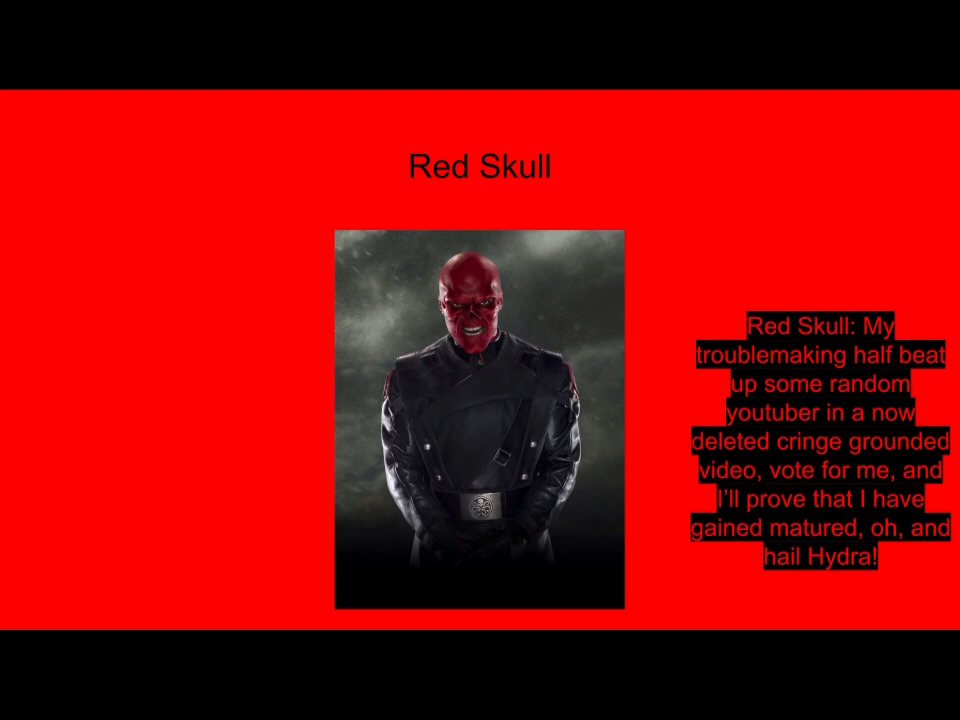 Red Skull
Red Skull: My
troublemaking half beat
up some random
youtuber in a now
deleted cringe grounded
video, vote for me, and
I'll prove that I have
gained matured, oh, and
hail Hydra!